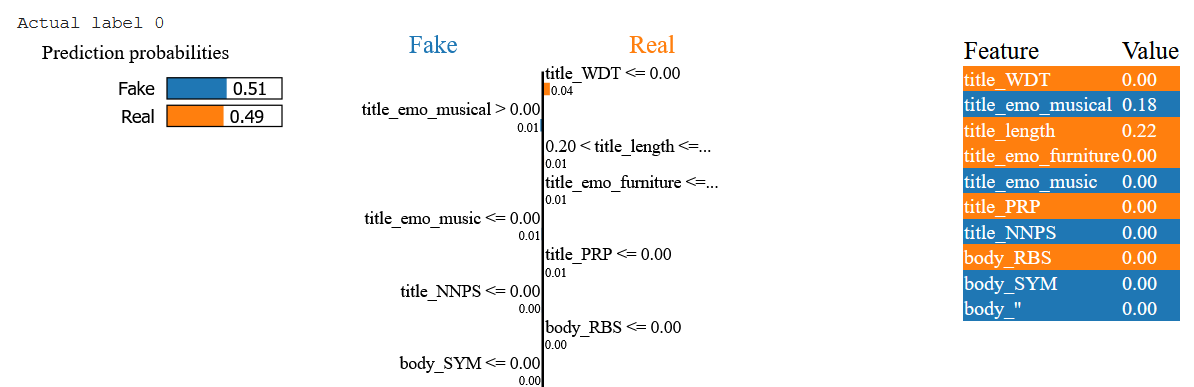 Actual label 0
Prediction probabilities
Fake 0.51
Real 0.49
Fake Real
title_WDT <= 0.00
0.04
title_emo_musical > 0.00
0.01
0.20 < title_length <=...
0.01
title_emo_furniture <=...
0.01
title_emo_music <= 0.00
0.01
title_PRP <= 0.00
0.01
title_NNPS <= 0.00
0.00
body_RBS <= 0.00
0.00
body_SYM <= 0.00
0.00
Feature Value
title_WDT 0.00
title_emo_musical 0.18
title_length 0.22
title_emo_furniture 0.00
title_emo_music 0.00
title_PRP 0.00
title_NNPS 0.00
body_RBS 0.00
body_SYM 0.00
body_" 0.00